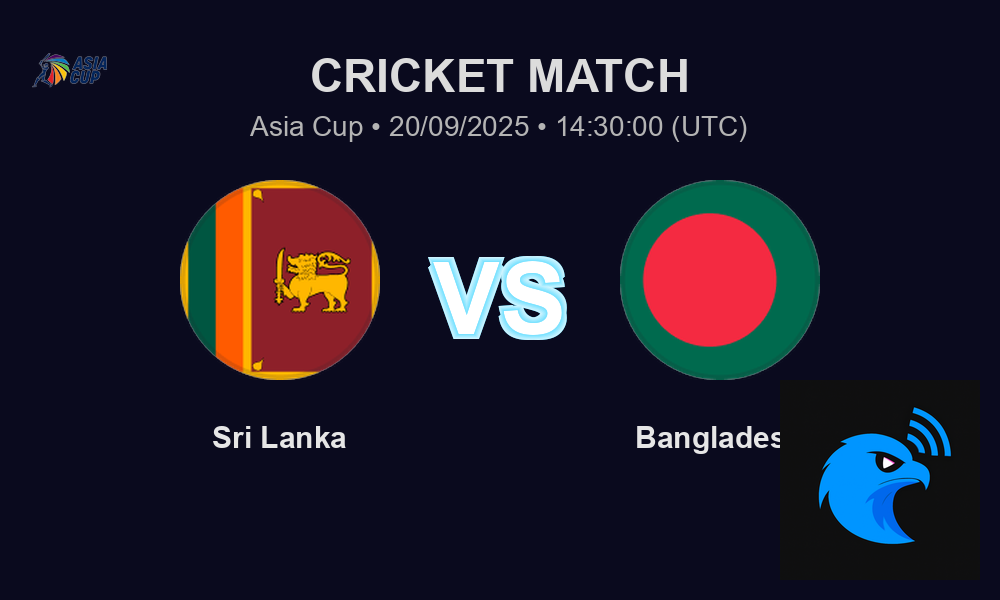 ASIA
CUP
CRICKET MATCH
Asia Cup • 20/09/2025 • 14:30:00 (UTC)
VS
Sri Lanka
Banglades